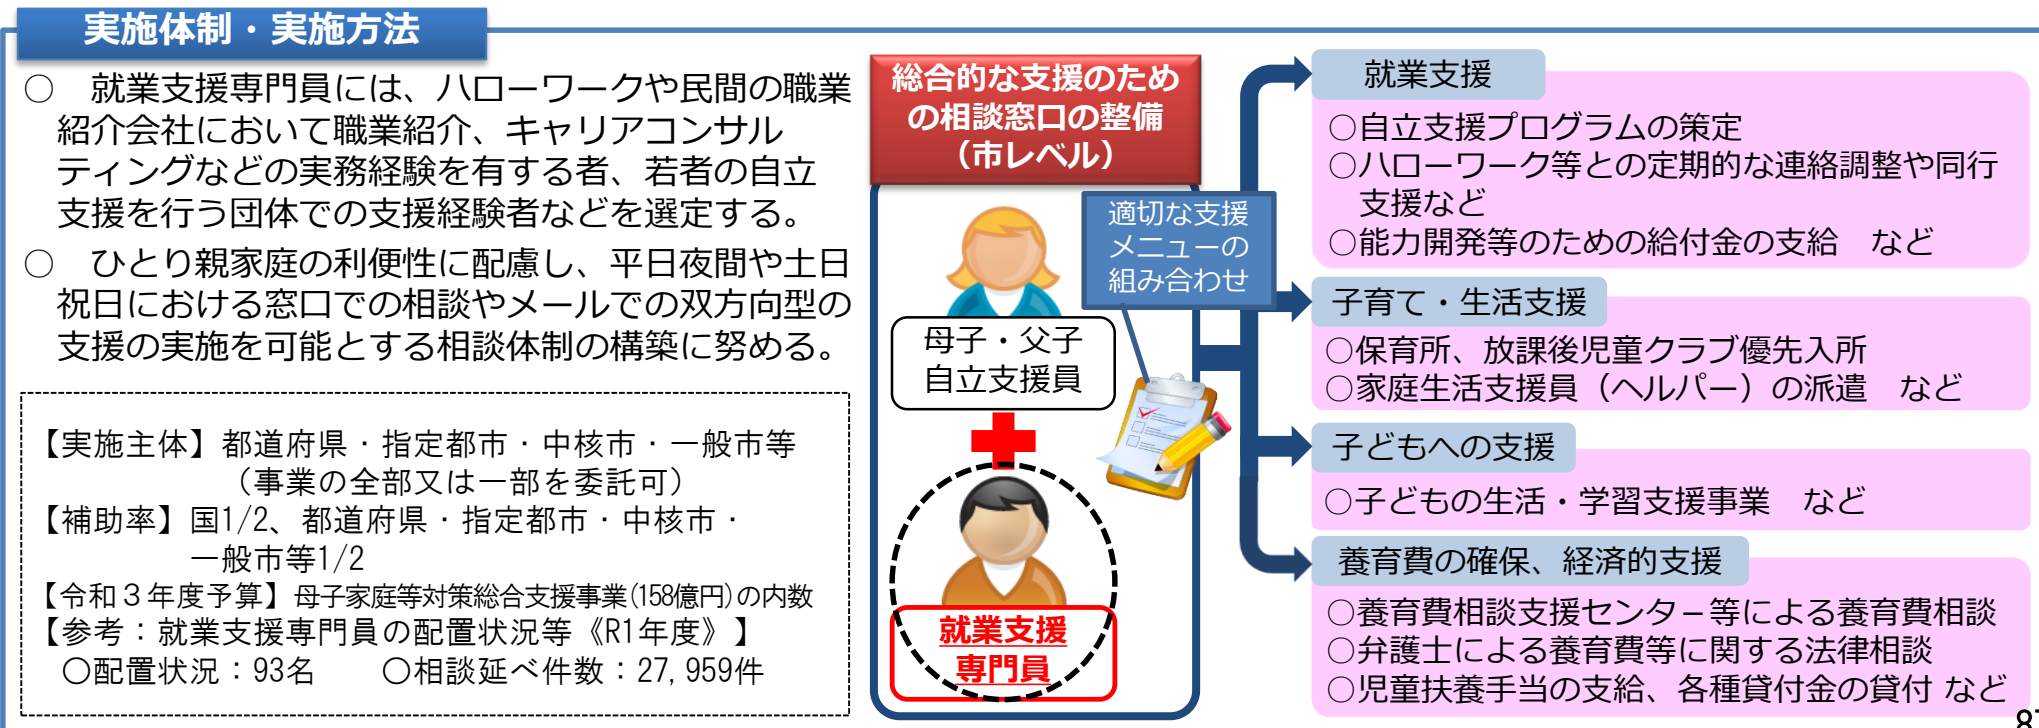 実施体制・実施方法
○　就業支援専門員には、ハローワークや民間の職業
紹介会社において職業紹介、キャリアコンサル
ティングなどの実務経験を有する者、若者の自立
支援を行う団体での支援経験者などを選定する。
○　ひとり親家庭の利便性に配慮し、平日夜間や土日
祝日における窓口での相談やメールでの双方向型の
支援の実施を可能とする相談体制の構築に努める。
【実施主体】都道府県・指定都市・中核市・一般市等
（事業の全部又は一部を委託可）
【補助率】国1/2、都道府県・指定都市・中核市・
一般市等1/2
【令和３年度予算】母子家庭等対策総合支援事業(158億円)の内数
【参考：就業支援専門員の配置状況等《R1年度》】
○配置状況：93名　　○相談延べ件数：27,959件
総合的な支援のため
の相談窓口の整備
（市レベル）
適切な支援
メニューの
組み合わせ
母子・父子
自立支援員
就業支援
専門員
就業支援
○自立支援プログラムの策定
○ハローワーク等との定期的な連絡調整や同行
支援など
○能力開発等のための給付金の支給　など
子育て・生活支援
○保育所、放課後児童クラブ優先入所
○家庭生活支援員（ヘルパー）の派遣　など
子どもへの支援
○子どもの生活・学習支援事業　など
養育費の確保、経済的支援
○養育費相談支援センター等による養育費相談
○弁護士による養育費等に関する法律相談
○児童扶養手当の支給、各種貸付金の貸付 など